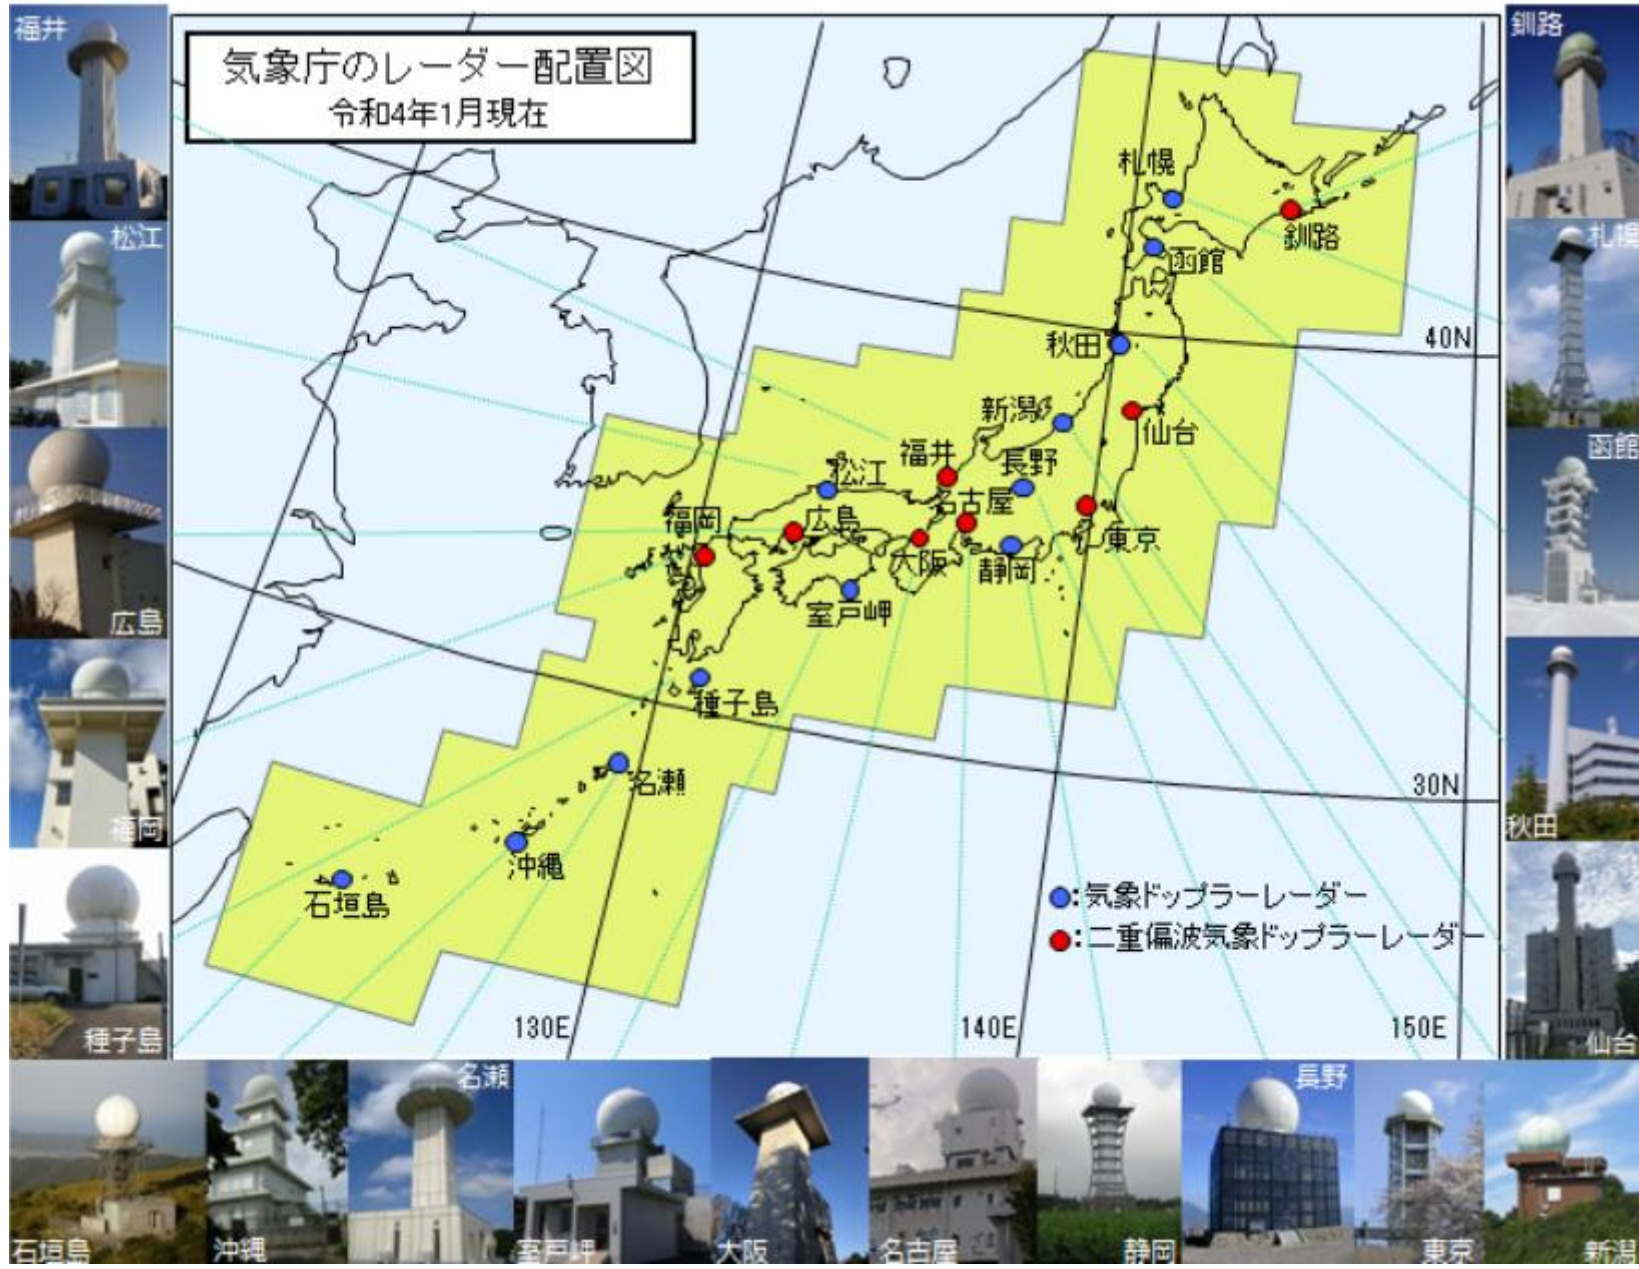 気象庁のレーダー配置図
令和4年1月現在
福井
松江
広島
福岡
種子島
石垣島
沖縄
名瀬
室戸岬
大阪
名古屋
静岡
長野
東京
新潟
釧路
札幌
函館
秋田
仙台
札幌
釧路
函館
秋田
仙台
新潟
福井
長野
松江
名古屋
福岡
広島
大阪
静岡
東京
室戸岬
種子島
名瀬
沖縄
石垣島
40N
30N
130E
140E
150E
:気象ドップラーレーダー
:二重偏波気象ドップラーレーダー